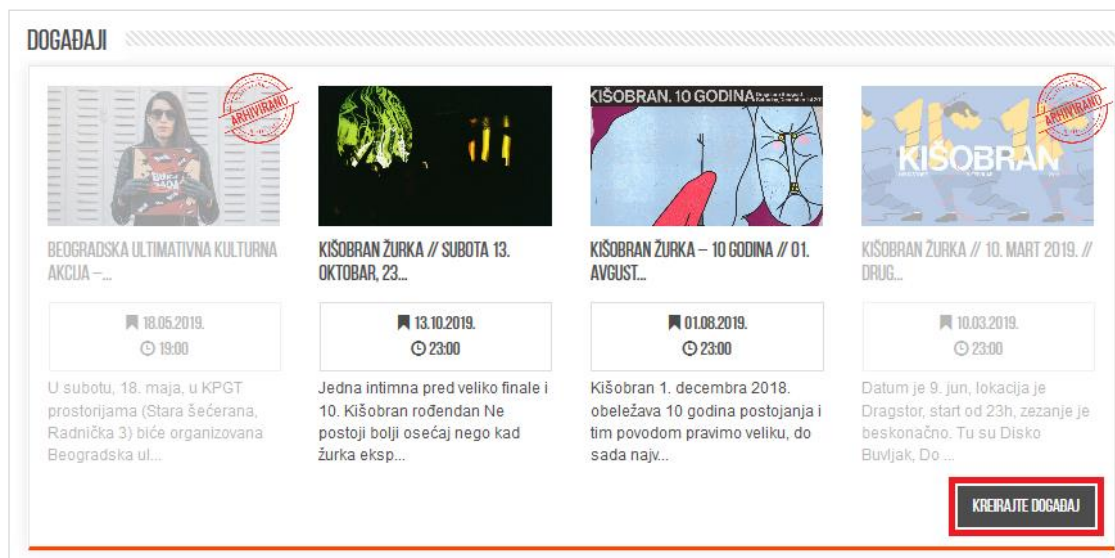 DOGAĐAJI
ARHIVIRANO
KIŠOBRAN. 10 GODINA
ARHIVIRANO
KIŠOBRAN
BEOGRADSKA ULTIMATIVNA KULTURNA
AKCIJA –...
18.05.2019.
19:00
U subotu, 18. maja, u KPGT
prostorijama (Stara šećerana,
Radnička 3) biće organizovana
Beogradska ul...
KIŠOBRAN ŽURKA // SUBOTA 13.
OKTOBAR, 23...
13.10.2019.
23:00
Jedna intimna pred veliko finale i
10. Kišobran rođendan Ne
postoji bolji osećaj nego kad
žurka eksp...
KIŠOBRAN ŽURKA – 10 GODINA // 01.
AVGUST...
01.08.2019.
23:00
Kišobran 1. decembra 2018.
obeležava 10 godina postojanja i
tim povodom pravimo veliku, do
sada najv...
KIŠOBRAN ŽURKA // 10. MART 2019. //
DRUG...
10.03.2019.
23:00
Datum je 9. jun, lokacija je
Dragstor, start od 23h, zezanje je
beskonačno. Tu su Disko
Buvljak, Do ...
KREIRAJTE DOGAĐAJ